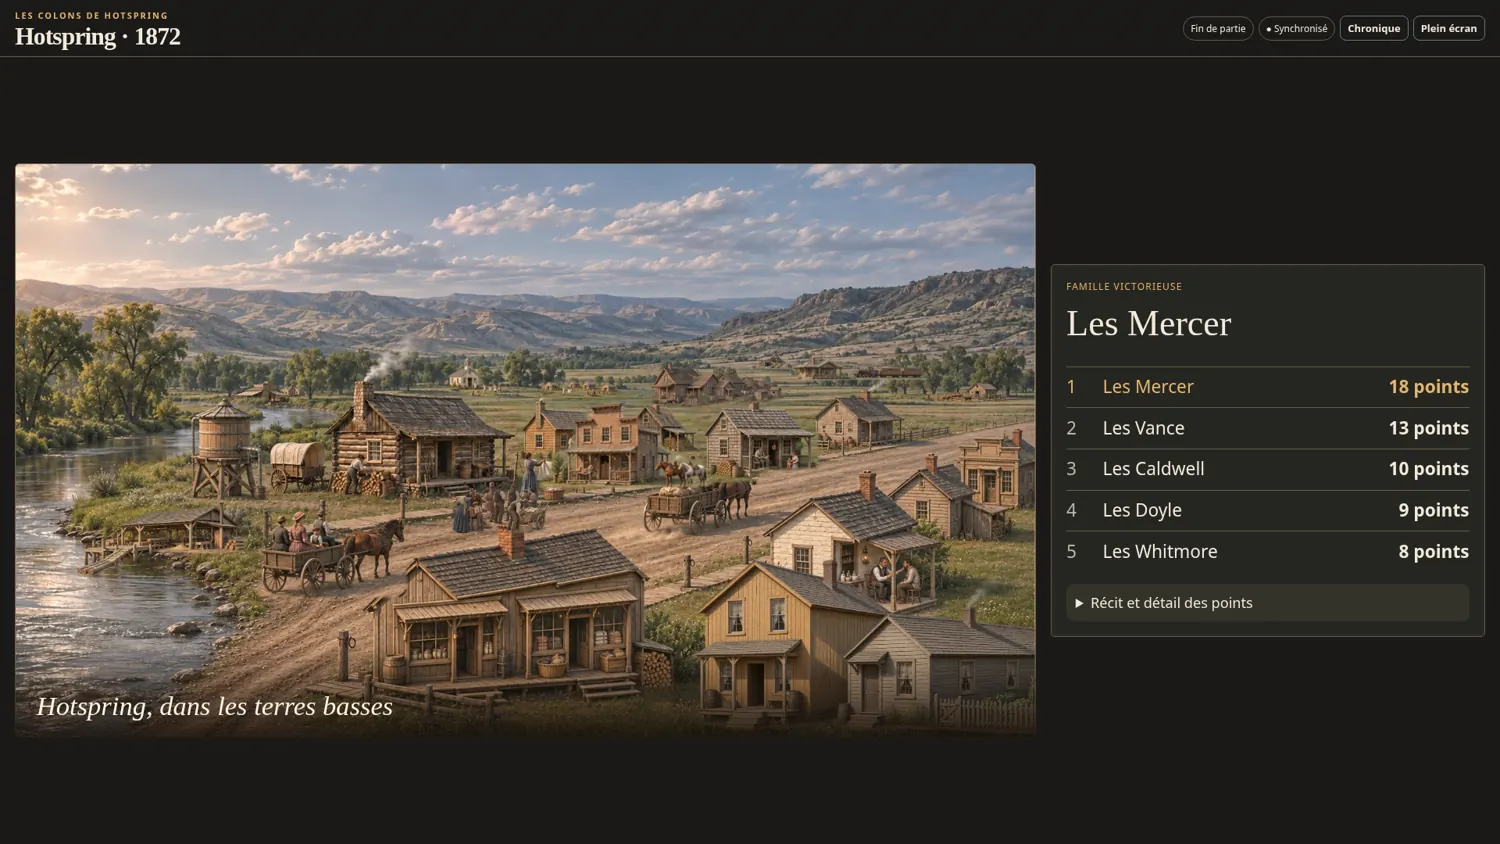 LES COLONS DE HOTSPRING
Hotspring · 1872
Fin de partie
● Synchronisé
Chronique
Plein écran
Hotspring, dans les terres basses
FAMILLE VICTORIEUSE
Les Mercer
1 Les Mercer 18 points
2 Les Vance 13 points
3 Les Caldwell 10 points
4 Les Doyle 9 points
5 Les Whitmore 8 points
▶ Récit et détail des points